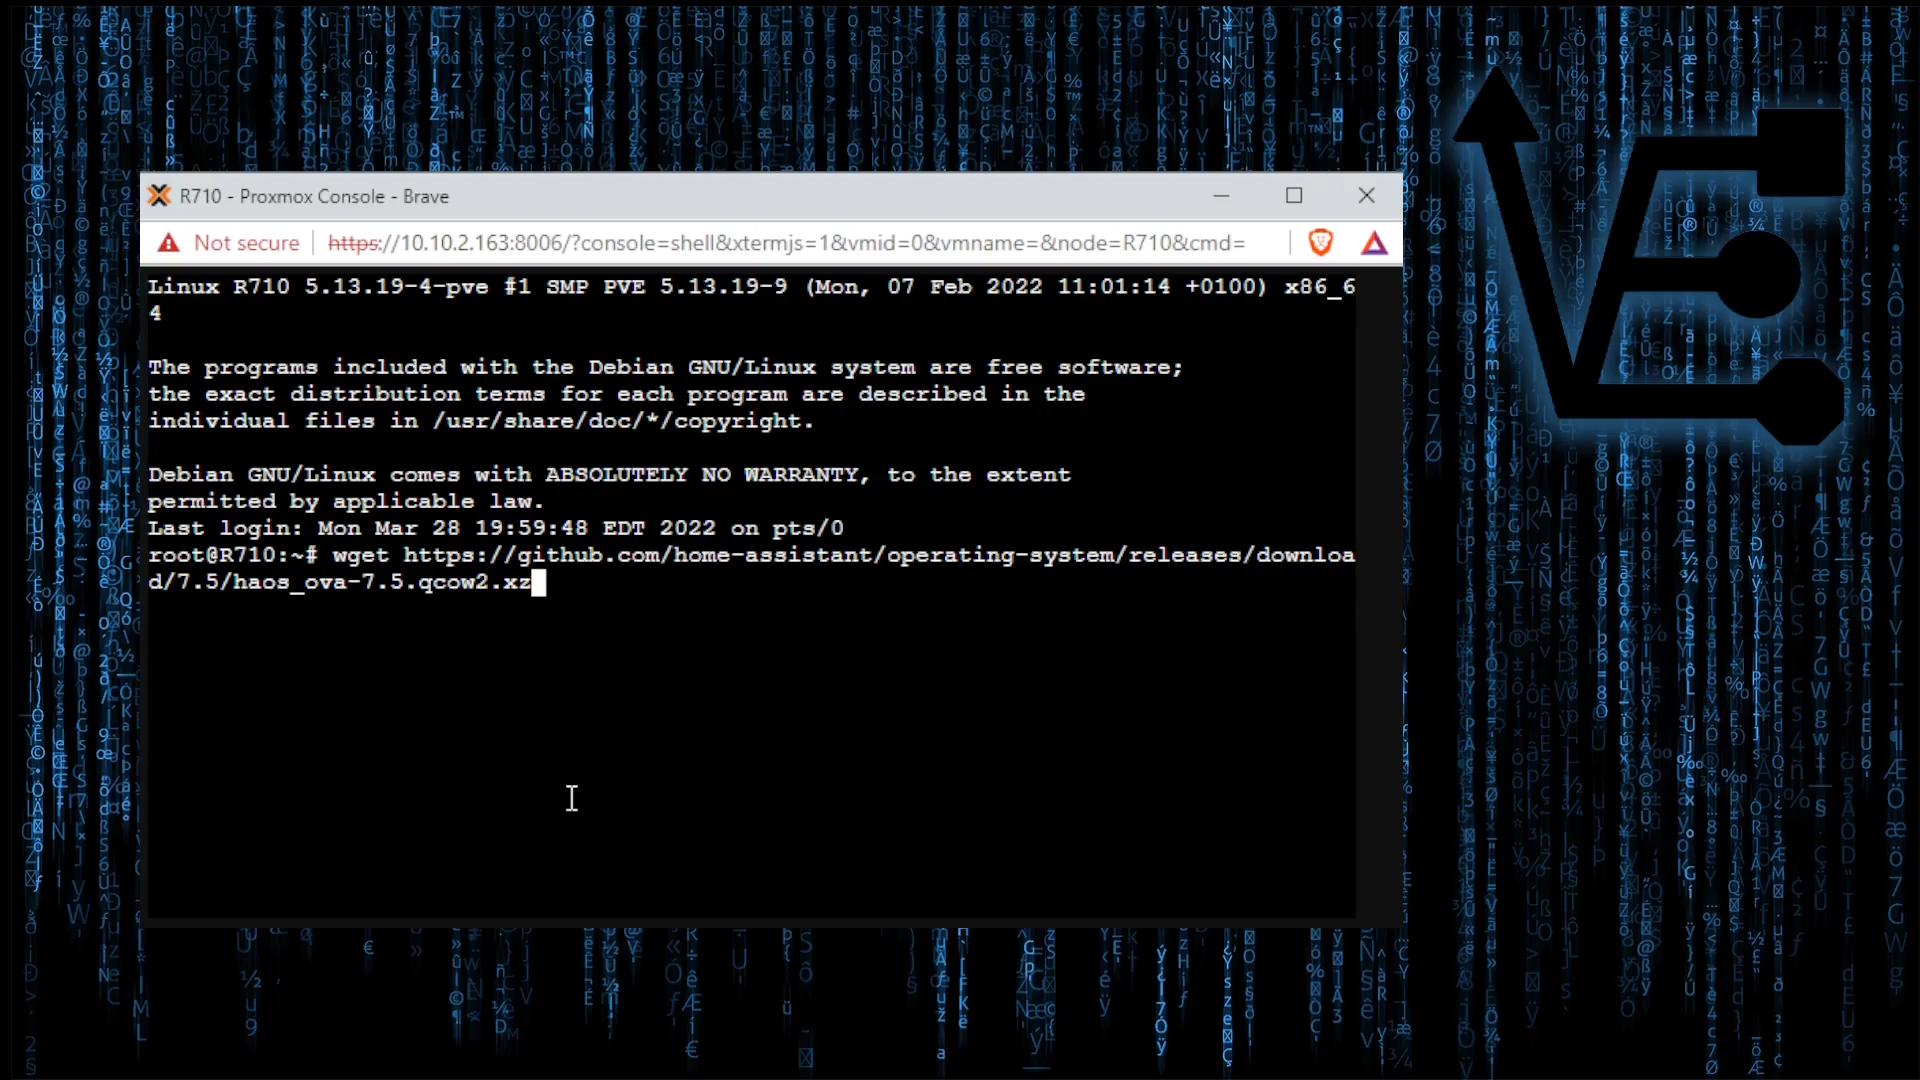 R710 - Proxmox Console - Brave
Not secure
https://10.10.2.163:8006/?console=shell&xtermjs=1&vmid=0&vmname=&node=R710&cmd=
Linux R710 5.13.19-4-pve #1 SMP PVE 5.13.19-9 (Mon, 07 Feb 2022 11:01:14 +0100) x86_6
4
The programs included with the Debian GNU/Linux system are free software;
the exact distribution terms for each program are described in the
individual files in /usr/share/doc/*/copyright.
Debian GNU/Linux comes with ABSOLUTELY NO WARRANTY, to the extent
permitted by applicable law.
Last login: Mon Mar 28 19:59:48 EDT 2022 on pts/0
root@R710:~# wget https://github.com/home-assistant/operating-system/releases/downloa
d/7.5/haos_ova-7.5.qcow2.xz